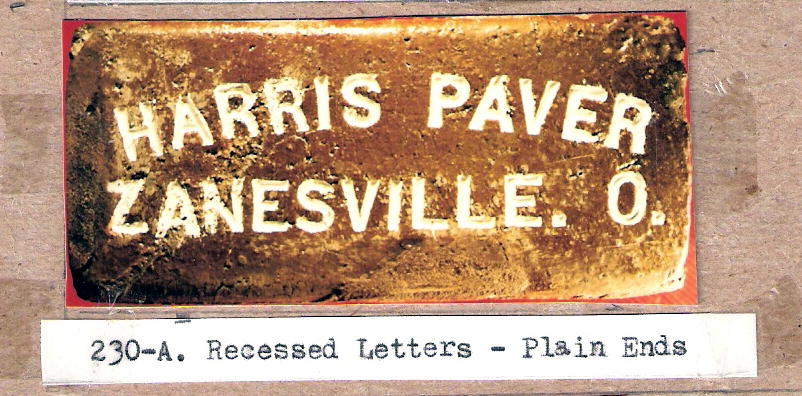 HARRIS PAVER
ZANESVILLE. O.
230-A. Recessed Letters - Plain Ends